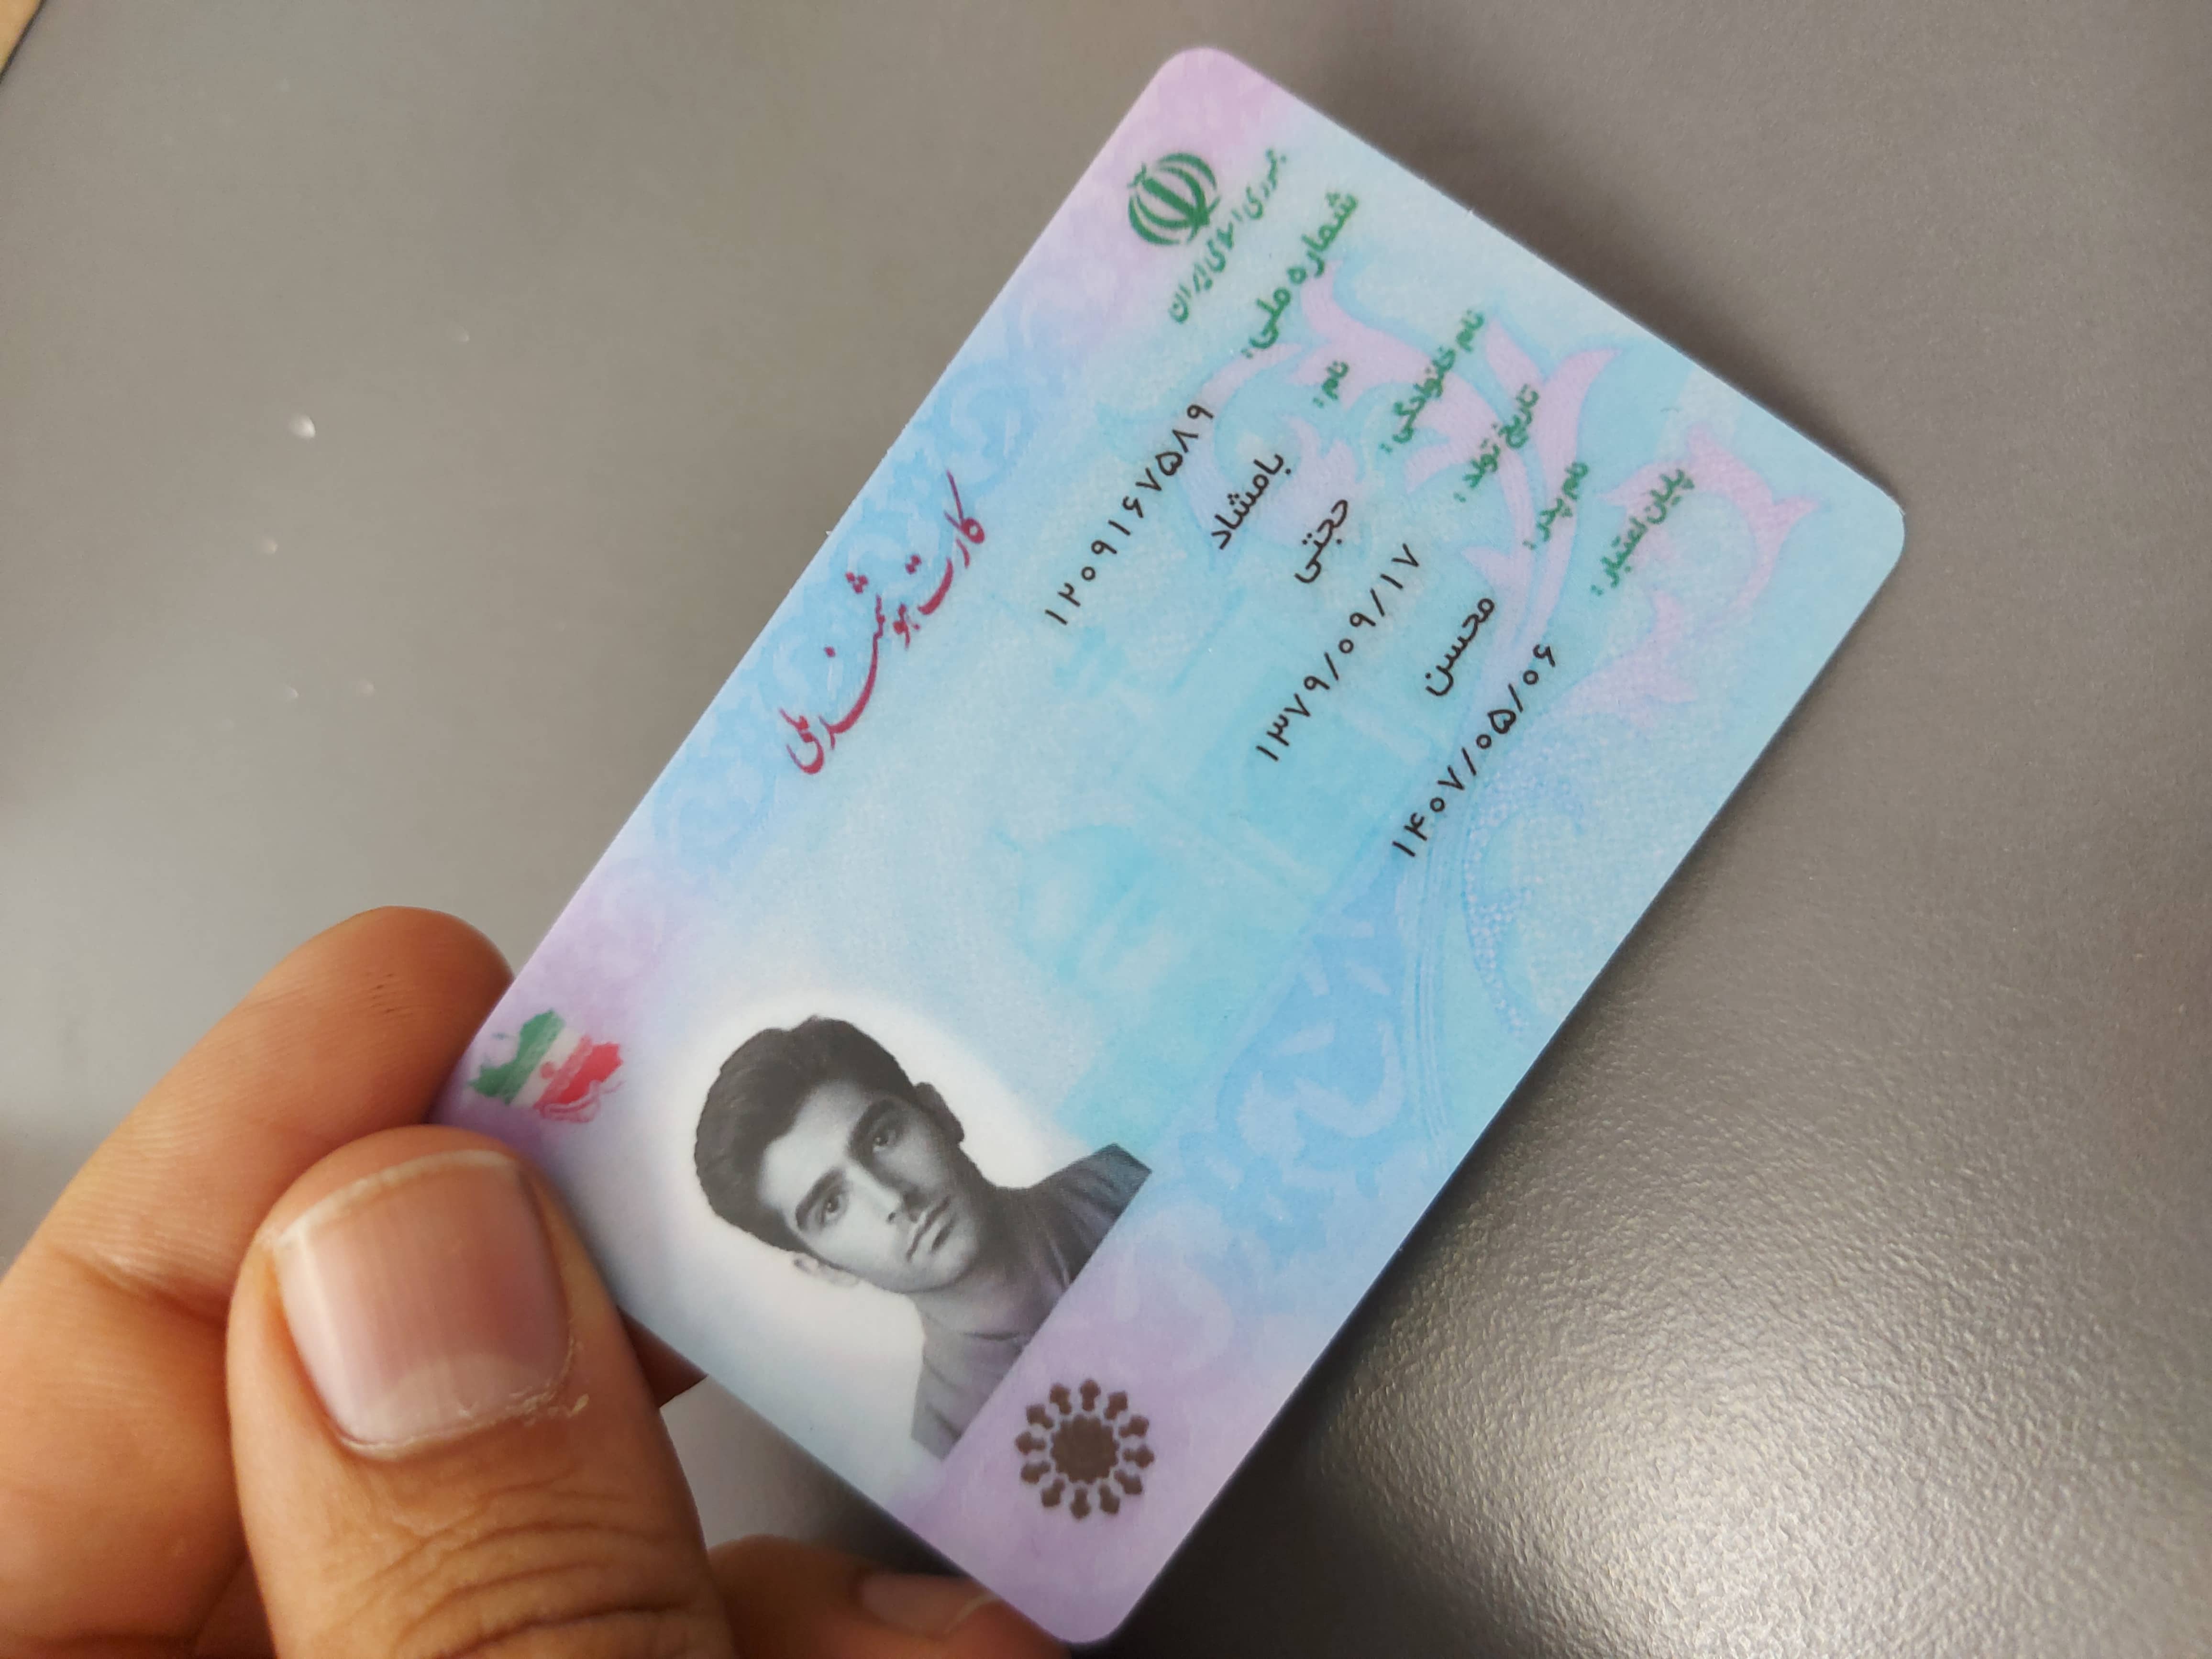 جمهوری اسلامی ایران
کارت هوشمند ملی
شماره ملی: ۱۲۰۹۱۶۷۵۸۹
نام: بامشاد
نام خانوادگی: حجتی
تاریخ تولد: ۱۳۷۹/۰۹/۱۷
نام پدر: محسن
پایان اعتبار: ۱۴۰۷/۰۵/۰۶